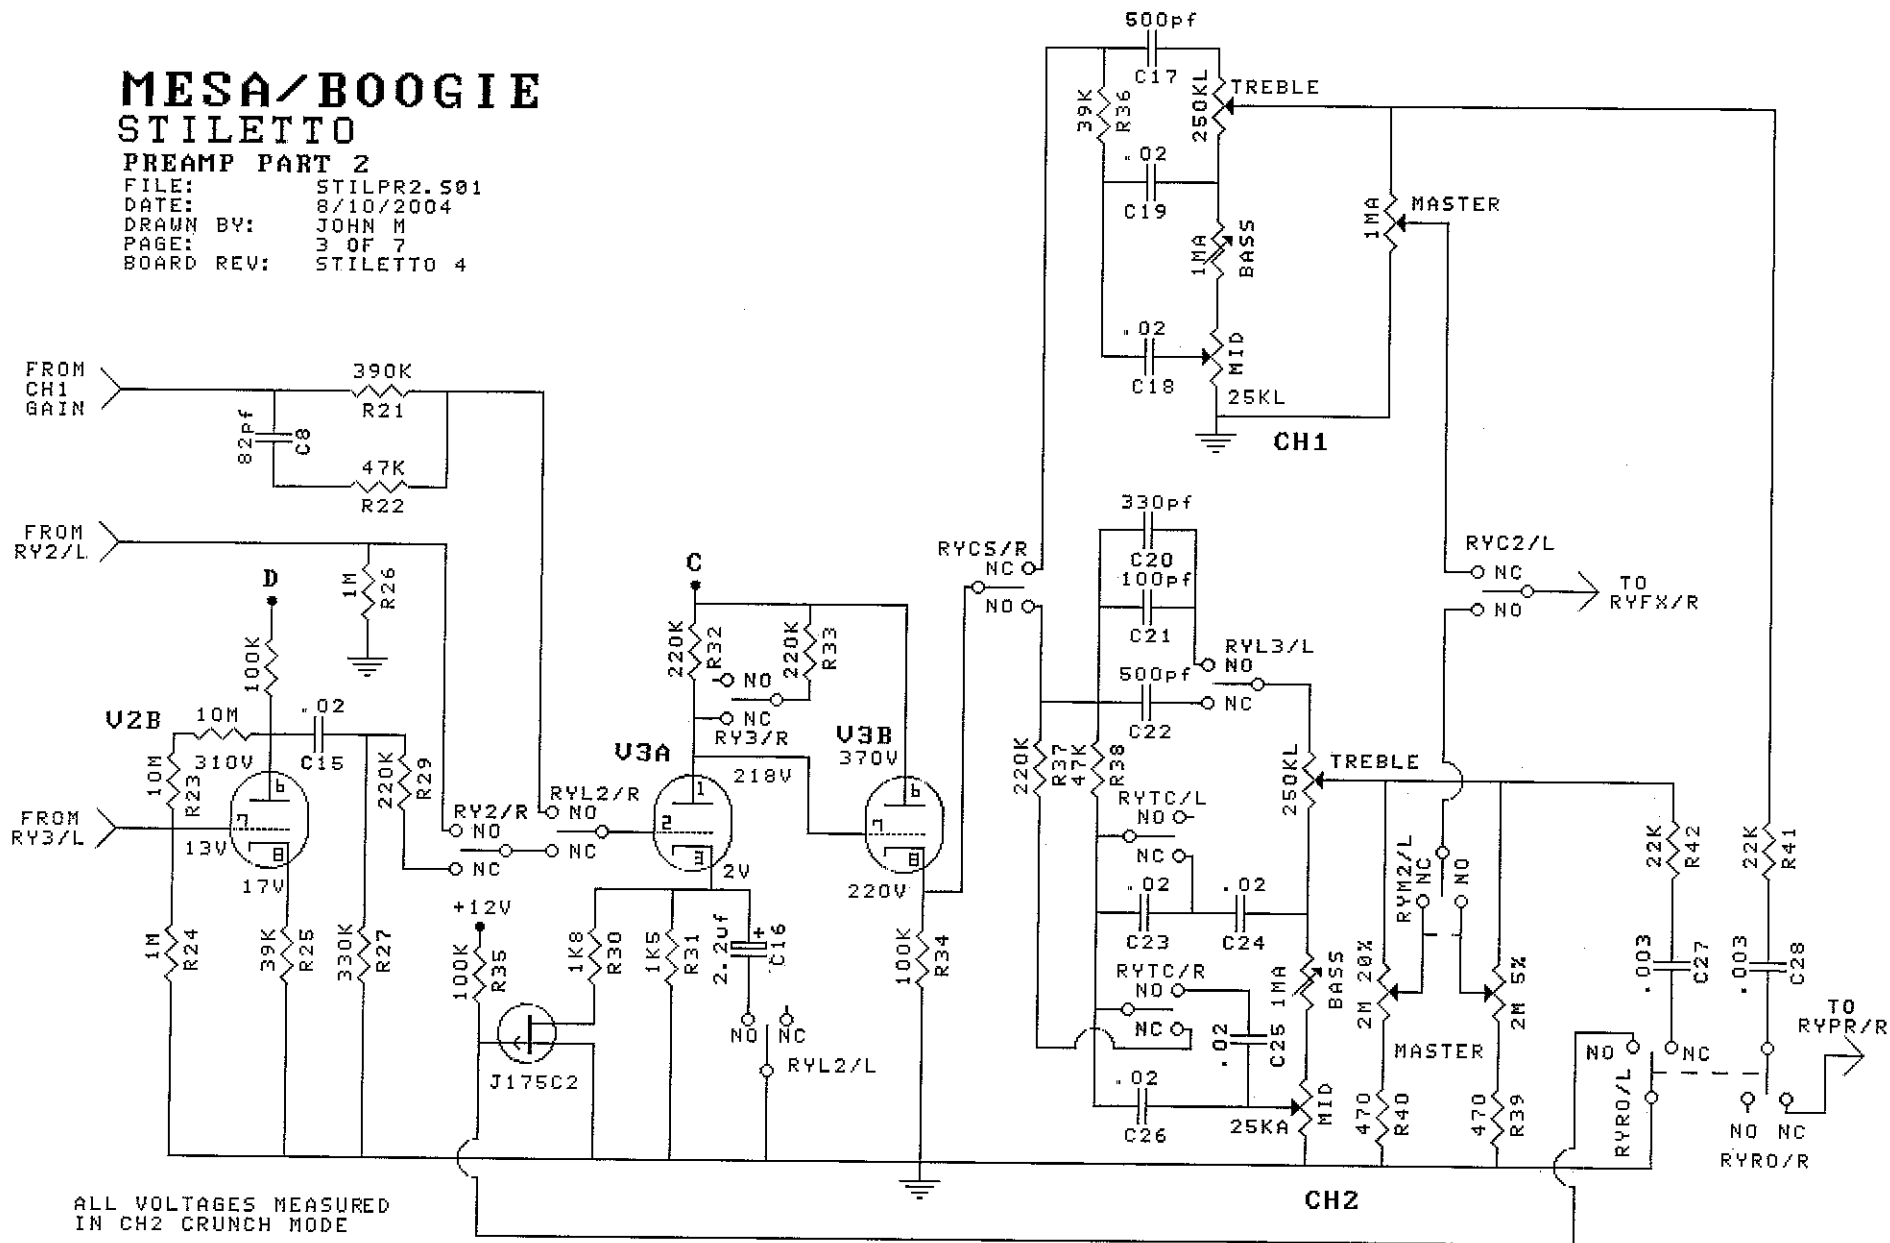 MESA/BOOGIE
STILETTO
PREAMP PART 2
FILE: STILPR2.S01
DATE: 8/10/2004
DRAWN BY: JOHN M
PAGE: 3 OF 7
BOARD REV: STILETTO 4
500pf
C17
39K
R36
250KL
TREBLE
.02
C19
1MA
BASS
1MA
MASTER
.02
C18
MID
25KL
CH1
FROM
CH1
GAIN
390K
R21
82pf
C8
47K
R22
FROM
RY2/L
1M
R26
D
100K
V2B
10M
.02
310V
C15
10M
R23
FROM
RY3/L
7
6
8
13V
17V
220K
R29
1M
R24
39K
R25
330K
R27
RY2/R
NO
NC
RYL2/R
NO
NC
C
220K
R32
220K
R33
NO
NC
RY3/R
V3A
218V
1
2
3
2V
V3B
370V
6
7
8
220V
+12V
100K
R35
1K8
R30
1K5
R31
2.2uf
+
C16
100K
R34
J175C2
NO
NC
RYL2/L
RYCS/R
NC
NO
330pf
C20
100pf
C21
500pf
C22
RYL3/L
NO
NC
220K
R37
47K
R38
250KL
TREBLE
RYTC/L
NO
NC
.02
C23
.02
C24
RYTC/R
NO
NC
.02
C25
1MA
BASS
.02
C26
25KA
MID
RYC2/L
NC
NO
TO
RYFX/R
RYM2/L
NC
NO
2M 20%
2M 5%
MASTER
470
R40
470
R39
22K
R42
22K
R41
.003
C27
.003
C28
TO
RYPR/R
NO
NC
RYRO/L
NO NC
RYRO/R
CH2
ALL VOLTAGES MEASURED
IN CH2 CRUNCH MODE